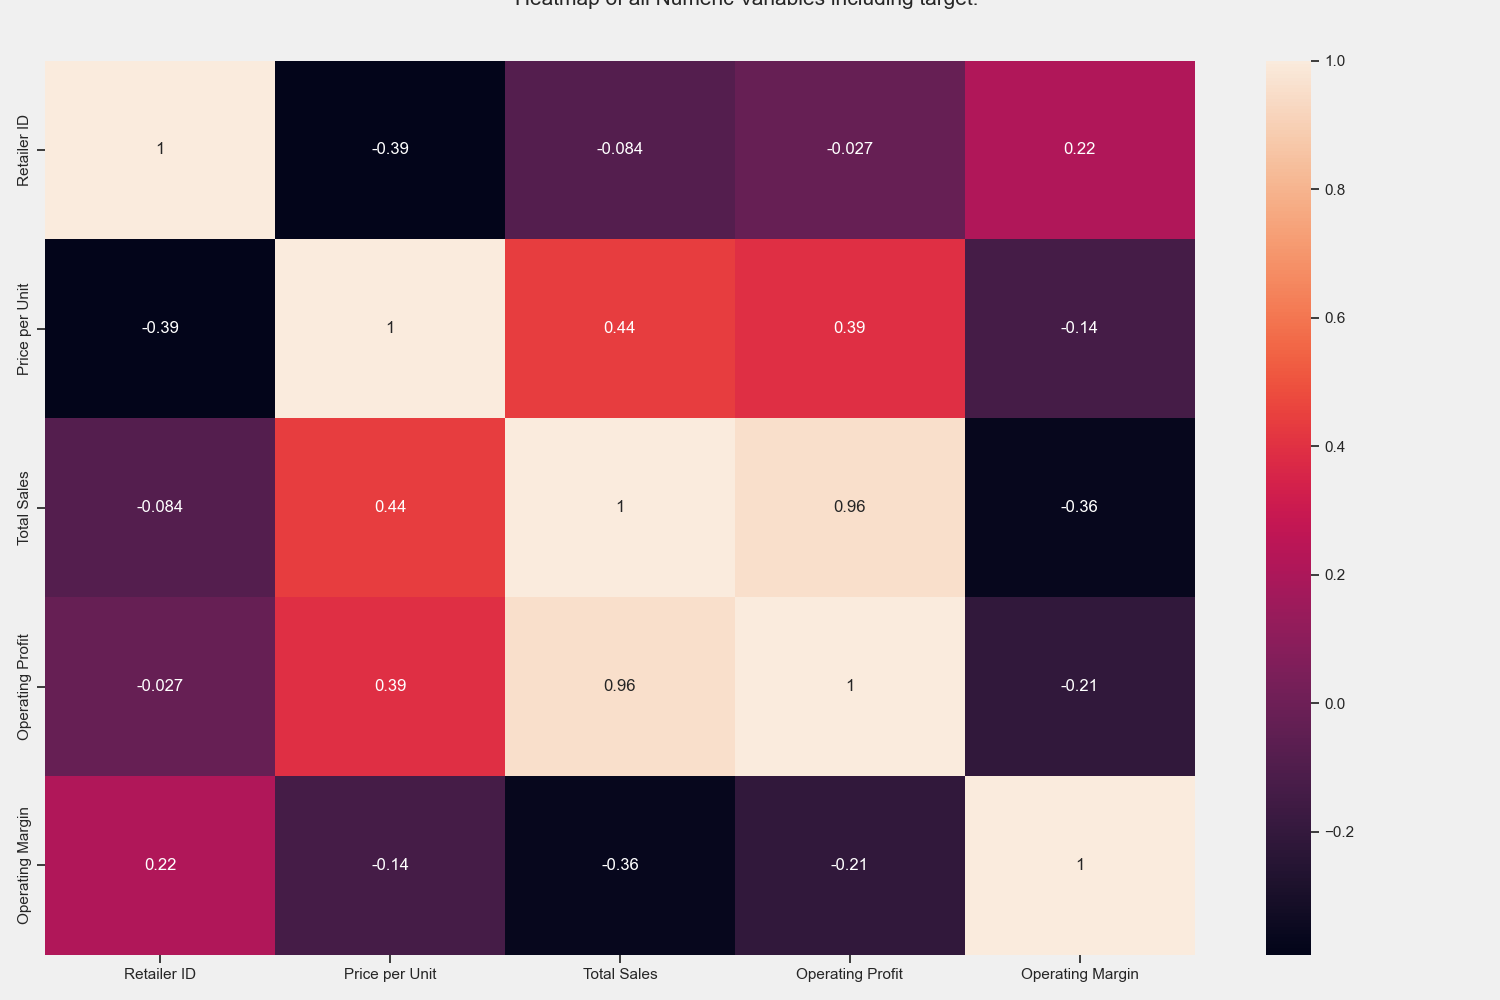 Heatmap of all Numeric Variables including target.
Retailer ID 1 -0.39 -0.084 -0.027 0.22
Price per Unit -0.39 1 0.44 0.39 -0.14
Total Sales -0.084 0.44 1 0.96 -0.36
Operating Profit -0.027 0.39 0.96 1 -0.21
Operating Margin 0.22 -0.14 -0.36 -0.21 1
Retailer ID Price per Unit Total Sales Operating Profit Operating Margin
1.0
0.8
0.6
0.4
0.2
0.0
−0.2